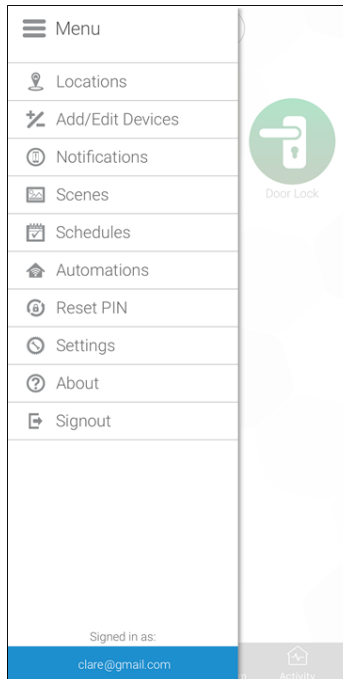 Menu
Locations
Add/Edit Devices
Notifications
Door Lock
Scenes
Schedules
Automations
Reset PIN
Settings
About
Signout
Signed in as:
clare@gmail.com
Activity